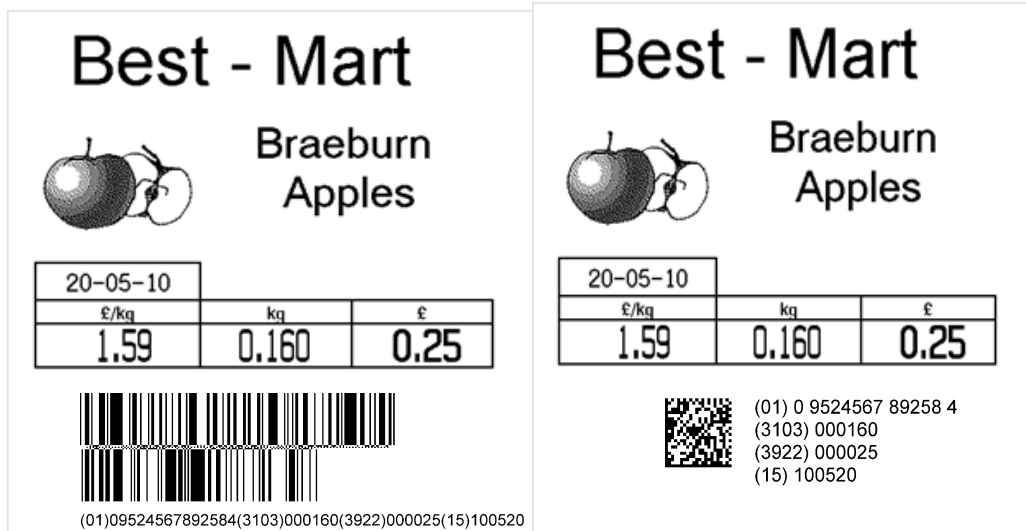 Best - Mart
Braeburn
Apples
20-05-10
£/kg kg £
1.59 0.160 0.25
(01)09524567892584(3103)000160(3922)000025(15)100520
Best - Mart
Braeburn
Apples
20-05-10
£/kg kg £
1.59 0.160 0.25
(01) 0 9524567 89258 4
(3103) 000160
(3922) 000025
(15) 100520